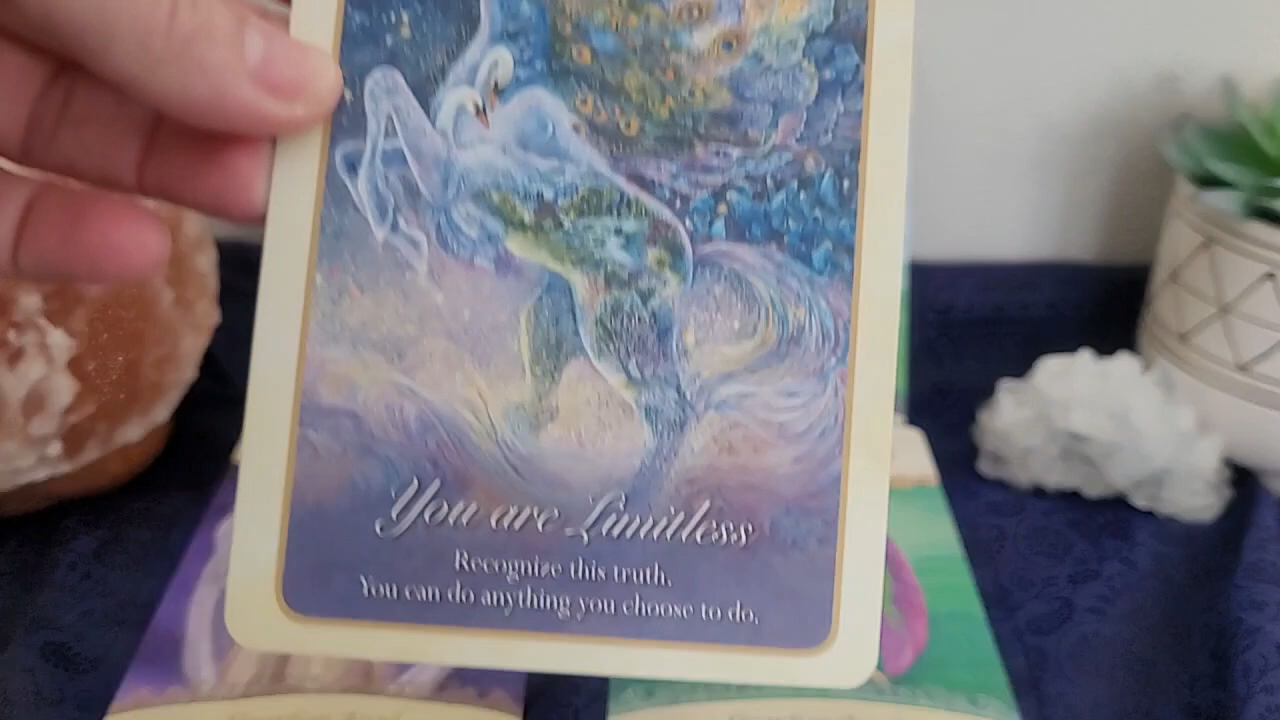 You are Limitless
Recognize this truth.
You can do anything you choose to do.